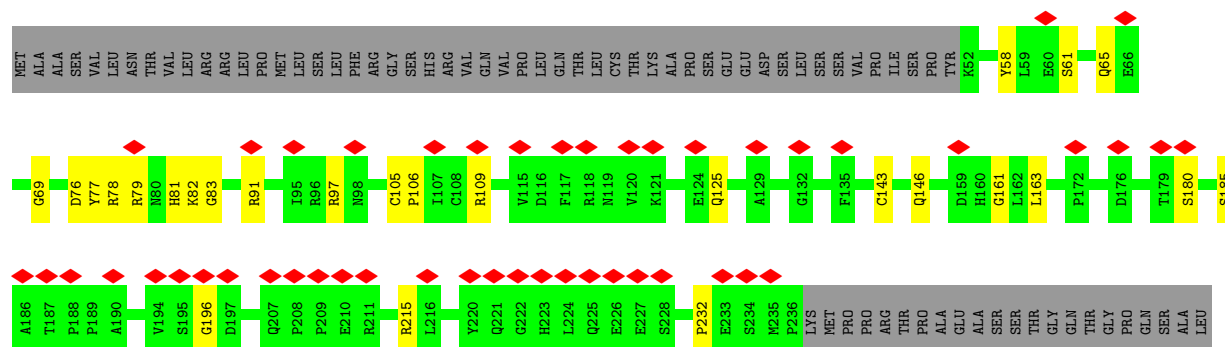 MET ALA ALA SER VAL LEU ASN THR VAL LEU ARG ARG LEU PRO MET LEU SER LEU PHE ARG GLY SER HIS ARG VAL GLN VAL PRO LEU GLN THR LEU CYS THR LYS ALA PRO SER GLU GLU ASP SER LEU SER SER VAL PRO ILE SER PRO TYR K52 Y58 L59 E60 S61 Q65 E66
G69 D76 Y77 R78 R79 N80 H81 K82 G83 R91 I95 R96 R97 N98 C105 P106 I107 C108 R109 V115 D116 F117 R118 N119 V120 K121 E124 Q125 A129 G132 F135 C143 Q146 D159 H160 G161 L162 L163 P172 D176 T179 S180 S185
A186 T187 P188 P189 A190 V194 S195 G196 D197 Q207 P208 P209 E210 R211 R215 L216 Y220 Q221 G222 H223 L224 Q225 E226 E227 S228 P232 E233 S234 M235 P236 LYS MET PRO PRO ARG THR PRO ALA GLU ALA SER SER THR GLY GLN THR GLY PRO GLN SER ALA LEU